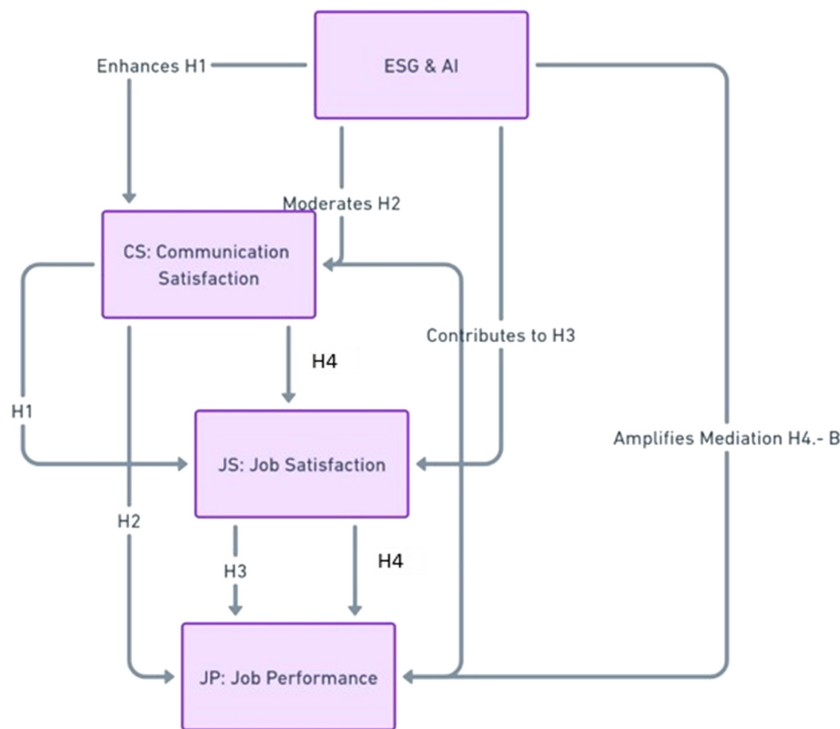 ESG & AI
Enhances H1
Moderates H2
CS: Communication
Satisfaction
Contributes to H3
H4
H1
Amplifies Mediation H4.- B
JS: Job Satisfaction
H2
H3
H4
JP: Job Performance